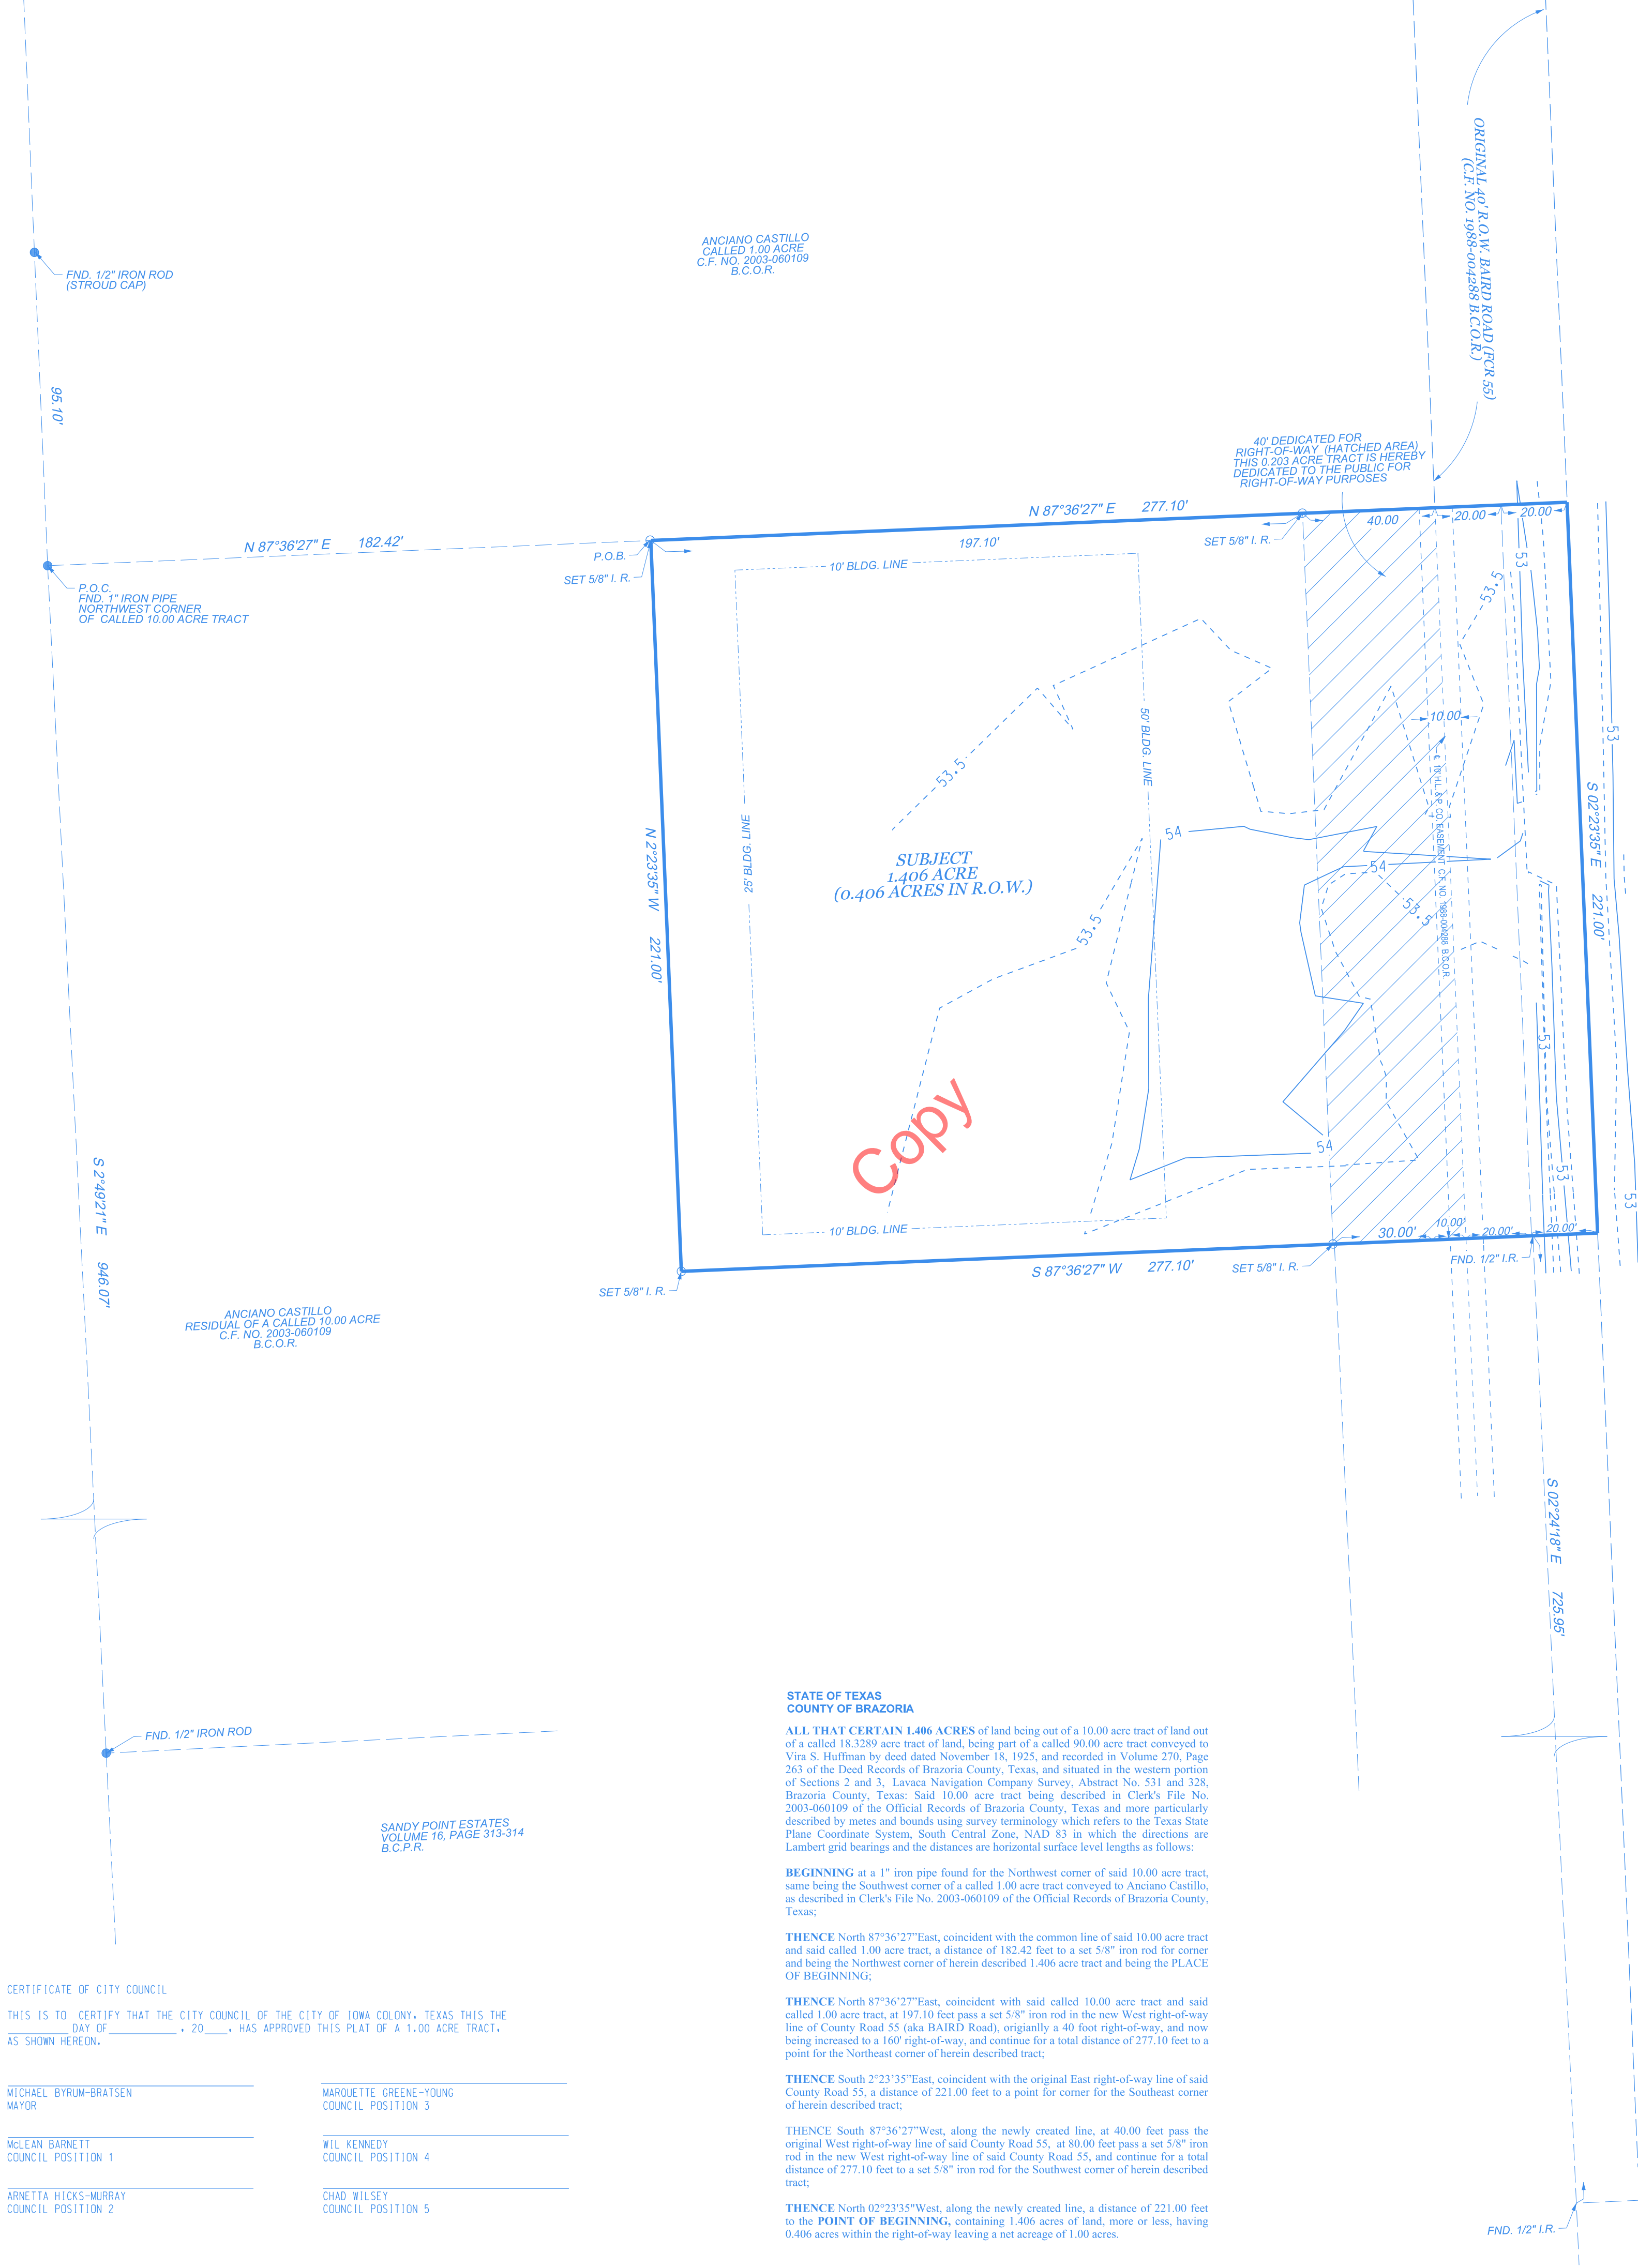 ORIGINAL 40' R.O.W. BAIRD ROAD (FCR 55)
(C.F. NO. 1988-004288 B.C.O.R.)
ANCIANO CASTILLO
CALLED 1.00 ACRE
C.F. NO. 2003-060109
B.C.O.R.
FND. 1/2" IRON ROD
(STROUD CAP)
95.10'
40' DEDICATED FOR
RIGHT-OF-WAY (HATCHED AREA)
THIS 0.203 ACRE TRACT IS HEREBY
DEDICATED TO THE PUBLIC FOR
RIGHT-OF-WAY PURPOSES
N 87°36'27" E 277.10'
40.00
20.00
20.00
N 87°36'27" E 182.42'
P.O.B.
SET 5/8" I. R.
197.10'
SET 5/8" I. R.
P.O.C.
FND. 1" IRON PIPE
NORTHWEST CORNER
OF CALLED 10.00 ACRE TRACT
10' BLDG. LINE
53
53.5
10.00'
53
50' BLDG. LINE
53.5
25' BLDG. LINE
N 2°23'35" W 221.00'
SUBJECT
1.406 ACRE
(0.406 ACRES IN R.O.W.)
54
54
53.5
53.5
℄ 10' H.L. & P. CO. EASEMENT C.F. NO. 1988-004288 B.C.O.R.
S 02°23'35" E 221.00'
53
54
53
53
Copy
10' BLDG. LINE
30.00'
10.00'
20.00'
20.00'
S 87°36'27" W 277.10'
SET 5/8" I. R.
SET 5/8" I. R.
FND. 1/2" I.R.
S 2°49'21" E 946.07'
ANCIANO CASTILLO
RESIDUAL OF A CALLED 10.00 ACRE
C.F. NO. 2003-060109
B.C.O.R.
S 02°24'18" E 725.95'
FND. 1/2" IRON ROD
SANDY POINT ESTATES
VOLUME 16, PAGE 313-314
B.C.P.R.
STATE OF TEXAS
COUNTY OF BRAZORIA
ALL THAT CERTAIN 1.406 ACRES of land being out of a 10.00 acre tract of land out
of a called 18.3289 acre tract of land, being part of a called 90.00 acre tract conveyed to
Vira S. Huffman by deed dated November 18, 1925, and recorded in Volume 270, Page
263 of the Deed Records of Brazoria County, Texas, and situated in the western portion
of Sections 2 and 3, Lavaca Navigation Company Survey, Abstract No. 531 and 328,
Brazoria County, Texas: Said 10.00 acre tract being described in Clerk's File No.
2003-060109 of the Official Records of Brazoria County, Texas and more particularly
described by metes and bounds using survey terminology which refers to the Texas State
Plane Coordinate System, South Central Zone, NAD 83 in which the directions are
Lambert grid bearings and the distances are horizontal surface level lengths as follows:
BEGINNING at a 1" iron pipe found for the Northwest corner of said 10.00 acre tract,
same being the Southwest corner of a called 1.00 acre tract conveyed to Anciano Castillo,
as described in Clerk's File No. 2003-060109 of the Official Records of Brazoria County,
Texas;
THENCE North 87°36’27”East, coincident with the common line of said 10.00 acre tract
and said called 1.00 acre tract, a distance of 182.42 feet to a set 5/8" iron rod for corner
and being the Northwest corner of herein described 1.406 acre tract and being the PLACE
OF BEGINNING;
THENCE North 87°36’27”East, coincident with said called 10.00 acre tract and said
called 1.00 acre tract, at 197.10 feet pass a set 5/8" iron rod in the new West right-of-way
line of County Road 55 (aka BAIRD Road), origianlly a 40 foot right-of-way, and now
being increased to a 160' right-of-way, and continue for a total distance of 277.10 feet to a
point for the Northeast corner of herein described tract;
THENCE South 2°23’35”East, coincident with the original East right-of-way line of said
County Road 55, a distance of 221.00 feet to a point for corner for the Southeast corner
of herein described tract;
THENCE South 87°36’27”West, along the newly created line, at 40.00 feet pass the
original West right-of-way line of said County Road 55, at 80.00 feet pass a set 5/8" iron
rod in the new West right-of-way line of said County Road 55, and continue for a total
distance of 277.10 feet to a set 5/8" iron rod for the Southwest corner of herein described
tract;
THENCE North 02°23'35"West, along the newly created line, a distance of 221.00 feet
to the POINT OF BEGINNING, containing 1.406 acres of land, more or less, having
0.406 acres within the right-of-way leaving a net acreage of 1.00 acres.
CERTIFICATE OF CITY COUNCIL
THIS IS TO CERTIFY THAT THE CITY COUNCIL OF THE CITY OF IOWA COLONY, TEXAS THIS THE
_________ DAY OF __________ , 20____, HAS APPROVED THIS PLAT OF A 1.00 ACRE TRACT,
AS SHOWN HEREON.
MICHAEL BYRUM-BRATSEN
MAYOR
MARQUETTE GREENE-YOUNG
COUNCIL POSITION 3
McLEAN BARNETT
COUNCIL POSITION 1
WIL KENNEDY
COUNCIL POSITION 4
ARNETTA HICKS-MURRAY
COUNCIL POSITION 2
CHAD WILSEY
COUNCIL POSITION 5
FND. 1/2" I.R.